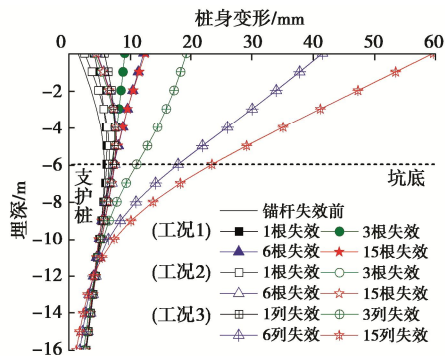 桩身变形/mm
0 10 20 30 40 50 60
-2
-4
-6
-8
-10
-12
-14
-16
埋深/m
支护桩
坑底
锚杆失效前
(工况1) 1根失效 3根失效
6根失效 15根失效
(工况2) 1根失效 3根失效
6根失效 15根失效
(工况3) 1列失效 3列失效
6列失效 15列失效